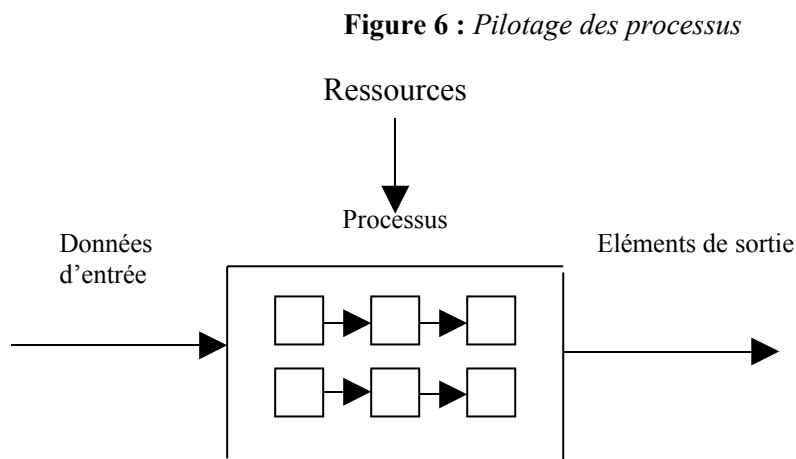 Figure 6 : Pilotage des processus
Ressources
Processus
Données
d’entrée
Eléments de sortie